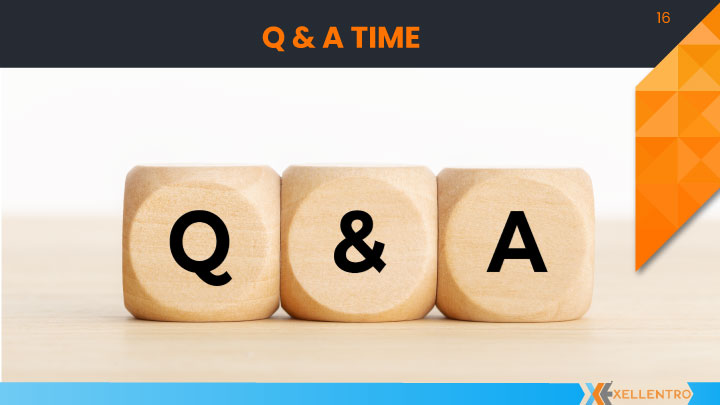 16
Q & A TIME
Q & A
XELLENTRO